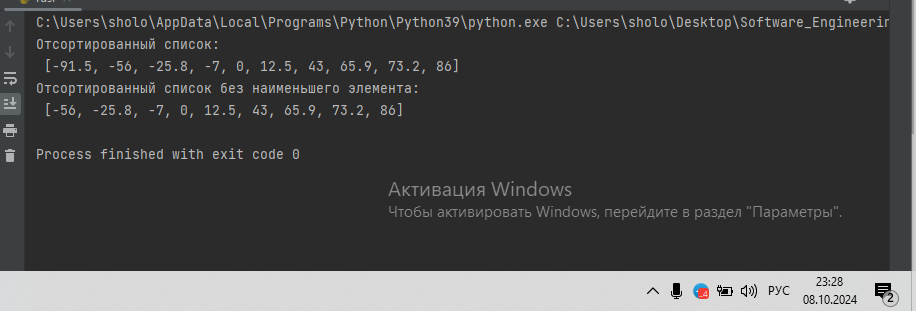 C:\Users\sholo\AppData\Local\Programs\Python\Python39\python.exe C:\Users\sholo\Desktop\Software_Engineerin
Отсортированный список:
[-91.5, -56, -25.8, -7, 0, 12.5, 43, 65.9, 73.2, 86]
Отсортированный список без наименьшего элемента:
[-56, -25.8, -7, 0, 12.5, 43, 65.9, 73.2, 86]
Process finished with exit code 0
Активация Windows
Чтобы активировать Windows, перейдите в раздел "Параметры".
РУС
23:28
08.10.2024
2